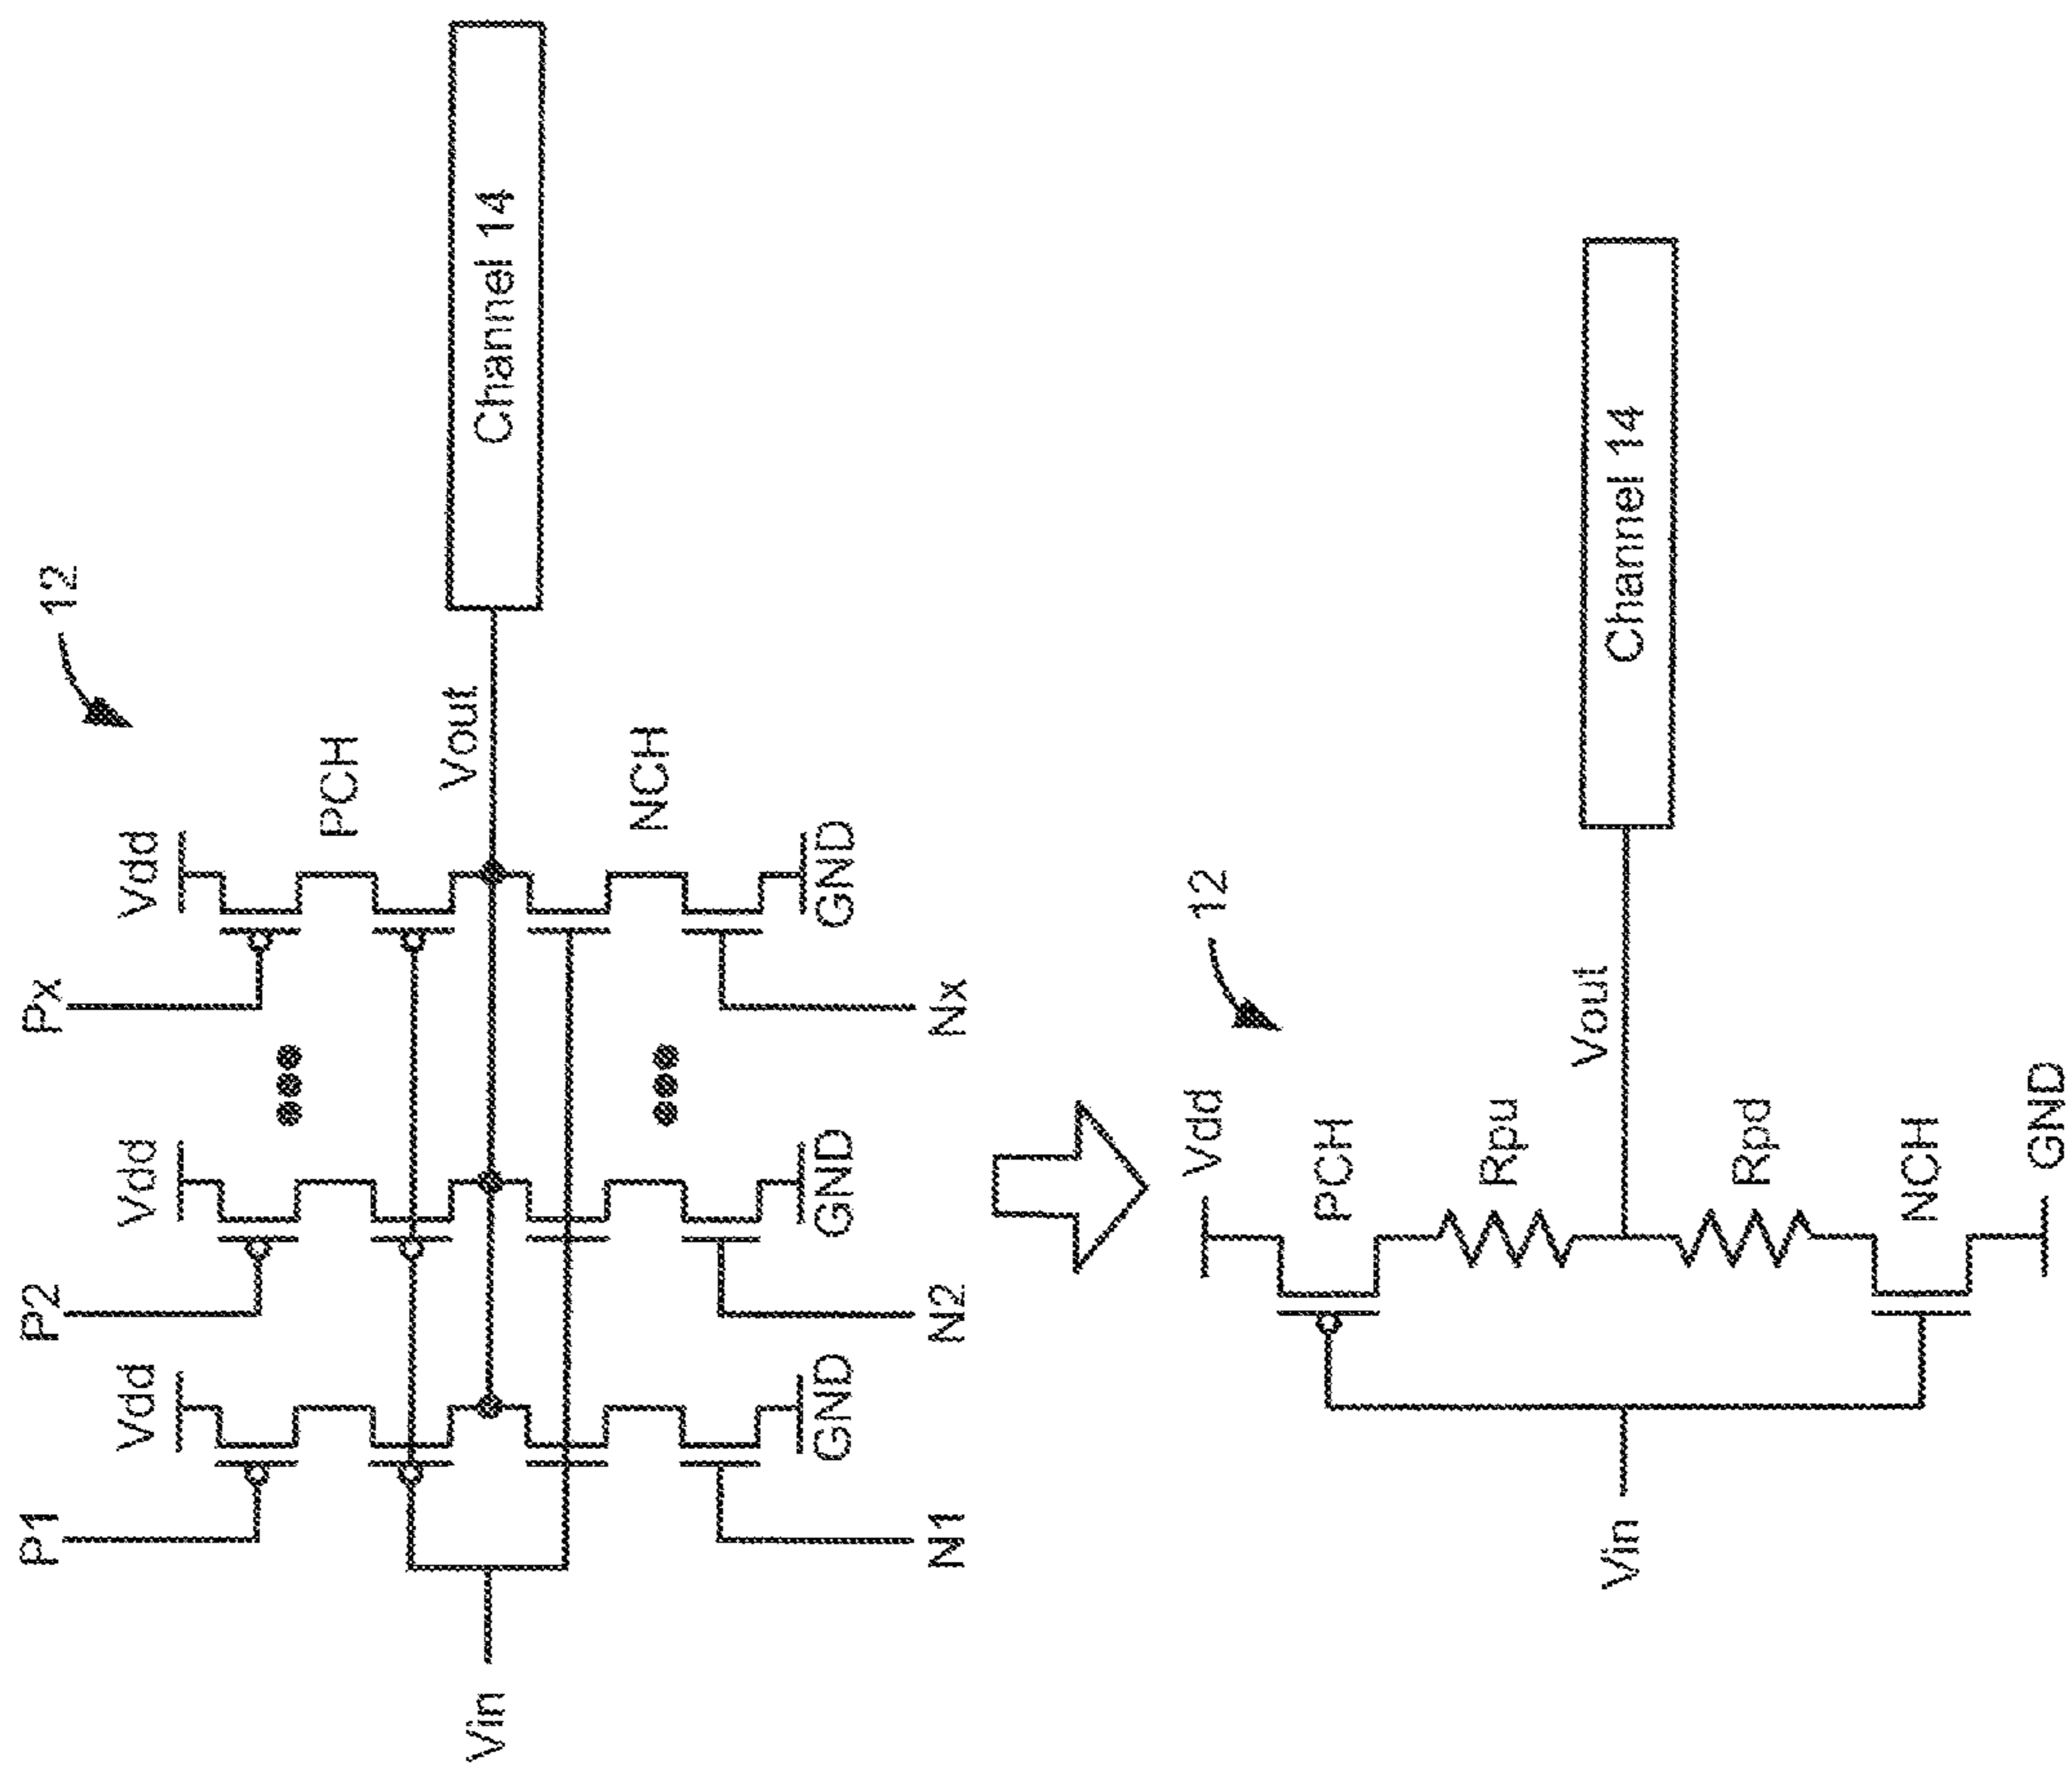 12
P1
P2
Px
Vdd
Vdd
Vdd
PCH
Vin
Vout
Channel 14
NCH
GND
GND
GND
N1
N2
Nx
12
Vdd
PCH
Rpu
Vin
Vout
Channel 14
Rpd
NCH
GND